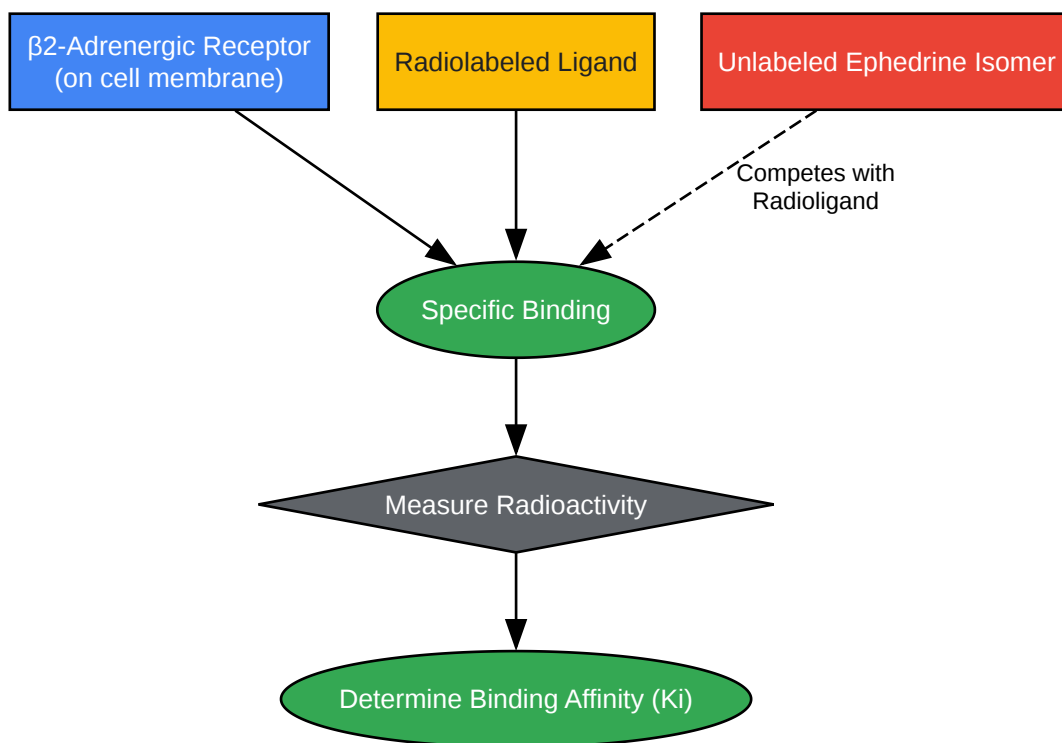 β2-Adrenergic Receptor
(on cell membrane)
Radiolabeled Ligand
Unlabeled Ephedrine Isomer
Competes with
Radioligand
Specific Binding
Measure Radioactivity
Determine Binding Affinity (Ki)